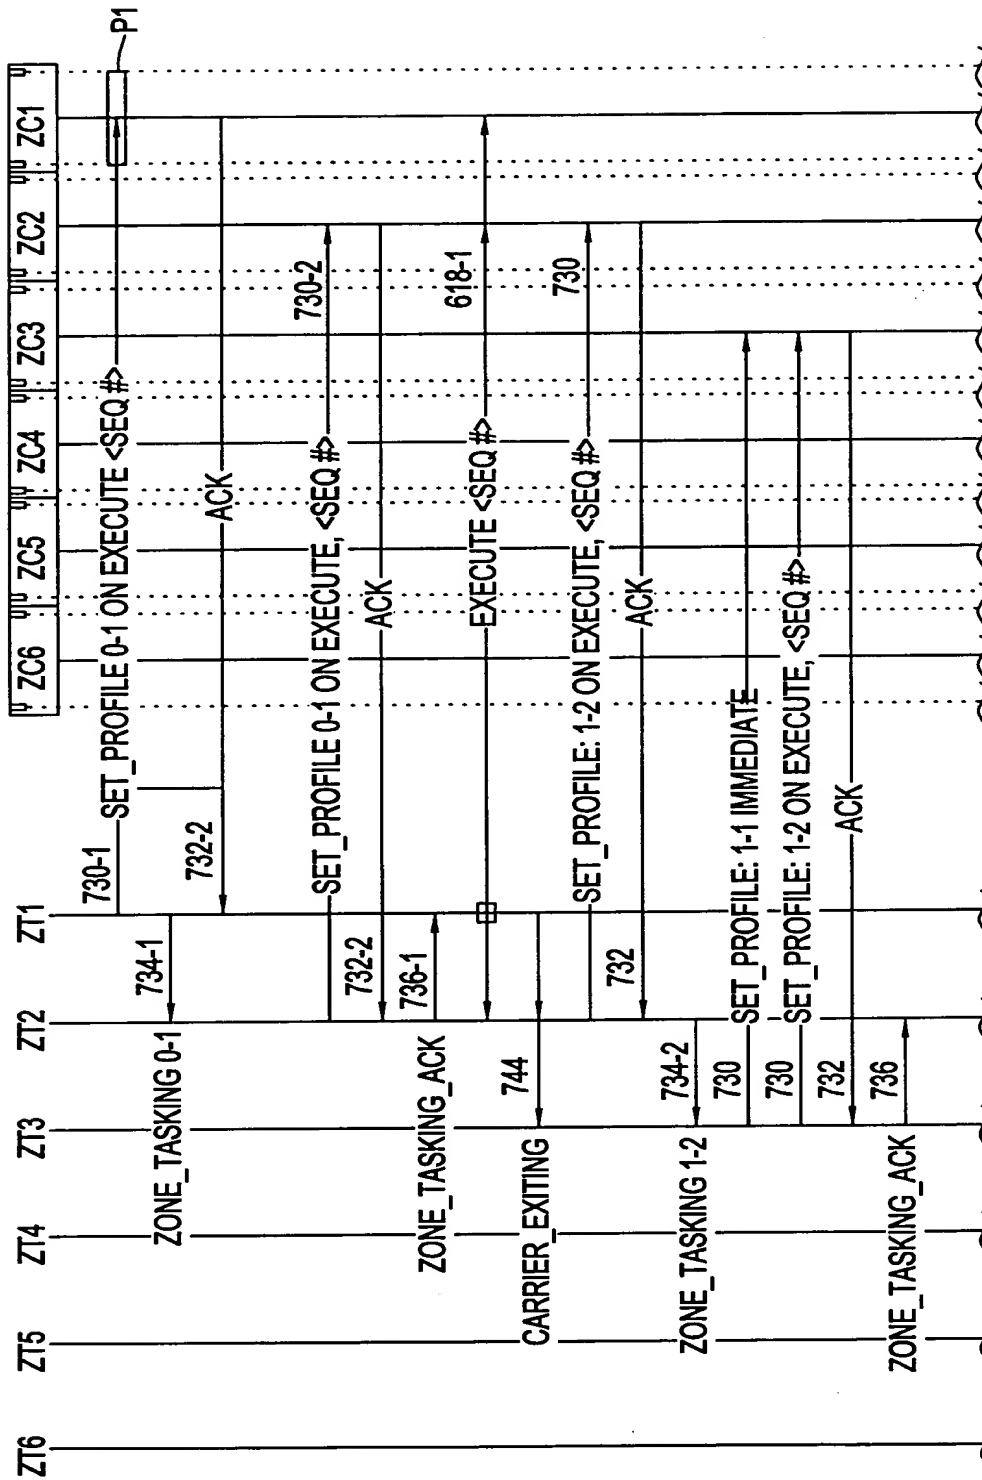 ZT6 ZT5 ZT4 ZT3 ZT2 ZT1 ZC6 ZC5 ZC4 ZC3 ZC2 ZC1
P1
730-1 SET_PROFILE 0-1 ON EXECUTE <SEQ #>
734-1
ZONE_TASKING 0-1
732-2 ACK
SET_PROFILE 0-1 ON EXECUTE, <SEQ #> 730-2
732-2 ACK
ZONE_TASKING_ACK 736-1
EXECUTE <SEQ #> 618-1
CARRIER_EXITING 744
SET_PROFILE: 1-2 ON EXECUTE, <SEQ #> 730
732 ACK
ZONE_TASKING 1-2 734-2
730 SET_PROFILE: 1-1 IMMEDIATE
730 SET_PROFILE: 1-2 ON EXECUTE, <SEQ #>
732 ACK
ZONE_TASKING_ACK 736